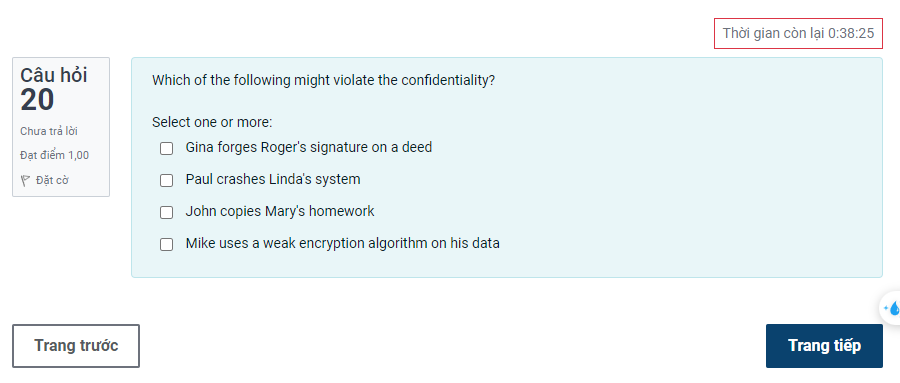 Thời gian còn lại 0:38:25
Câu hỏi
20
Chưa trả lời
Đạt điểm 1,00
Đặt cờ
Which of the following might violate the confidentiality?
Select one or more:
Gina forges Roger's signature on a deed
Paul crashes Linda's system
John copies Mary's homework
Mike uses a weak encryption algorithm on his data
Trang trước
Trang tiếp